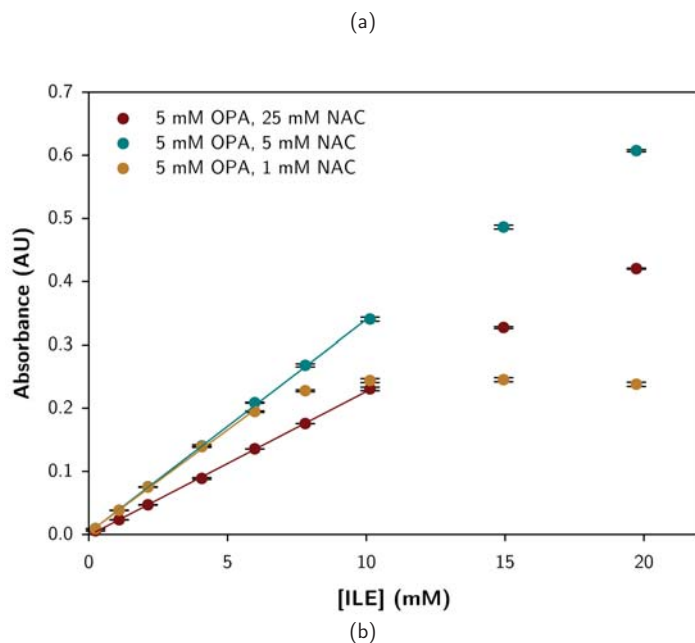 (a)
0.7
0.6
0.5
0.4
0.3
0.2
0.1
0.0
Absorbance (AU)
5 mM OPA, 25 mM NAC
5 mM OPA, 5 mM NAC
5 mM OPA, 1 mM NAC
0 5 10 15 20
[ILE] (mM)
(b)